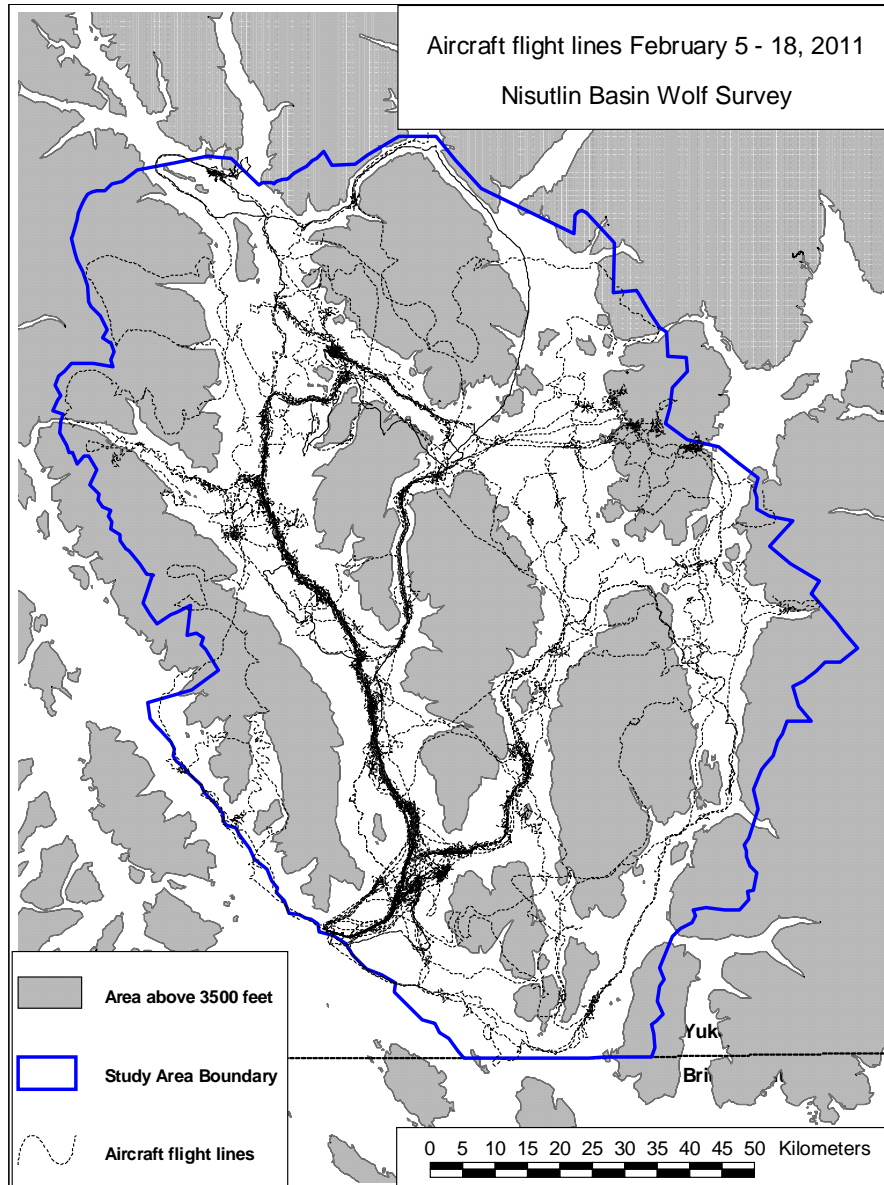 Aircraft flight lines February 5 - 18, 2011
Nisutlin Basin Wolf Survey
Area above 3500 feet
Study Area Boundary
Aircraft flight lines
0 5 10 15 20 25 30 35 40 45 50 Kilometers